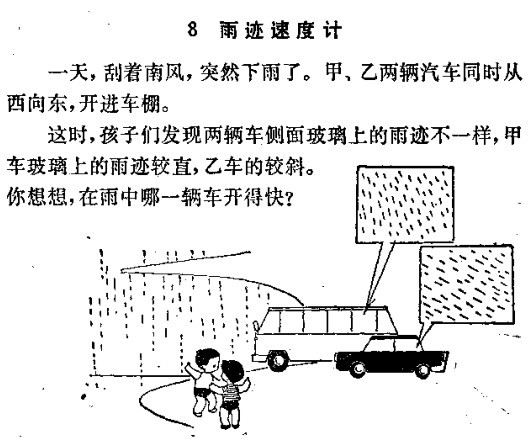 8 雨迹速度计
一天，刮着南风，突然下雨了。甲、乙两辆汽车同时从
西向东，开进车棚。
这时，孩子们发现两辆车侧面玻璃上的雨迹不一样，甲
车玻璃上的雨迹较直，乙车的较斜。
你想想，在雨中哪一辆车开得快？